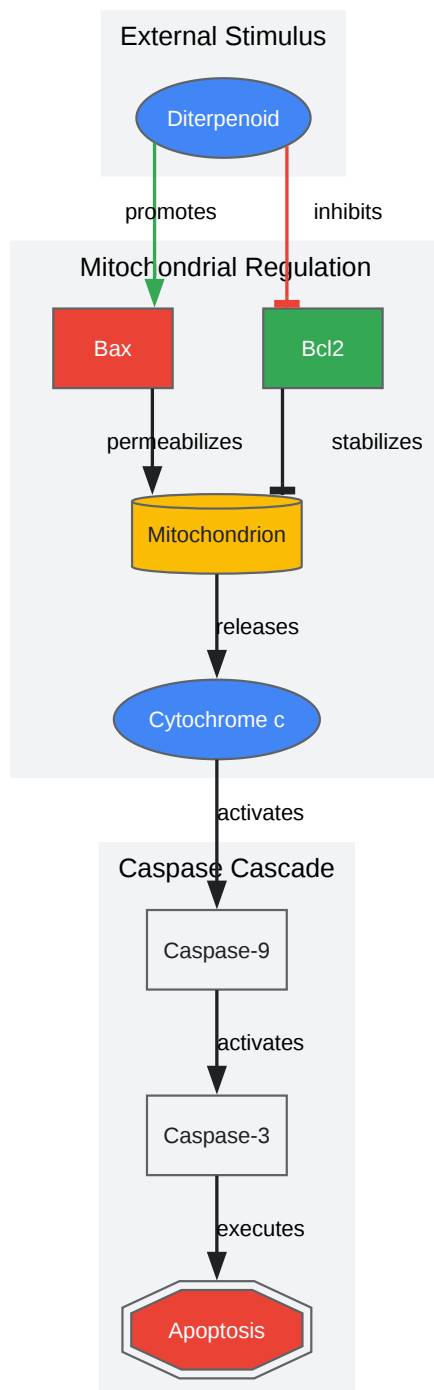 External Stimulus
Diterpenoid
promotes
inhibits
Mitochondrial Regulation
Bax
Bcl2
permeabilizes
stabilizes
Mitochondrion
releases
Cytochrome c
activates
Caspase Cascade
Caspase-9
activates
Caspase-3
executes
Apoptosis